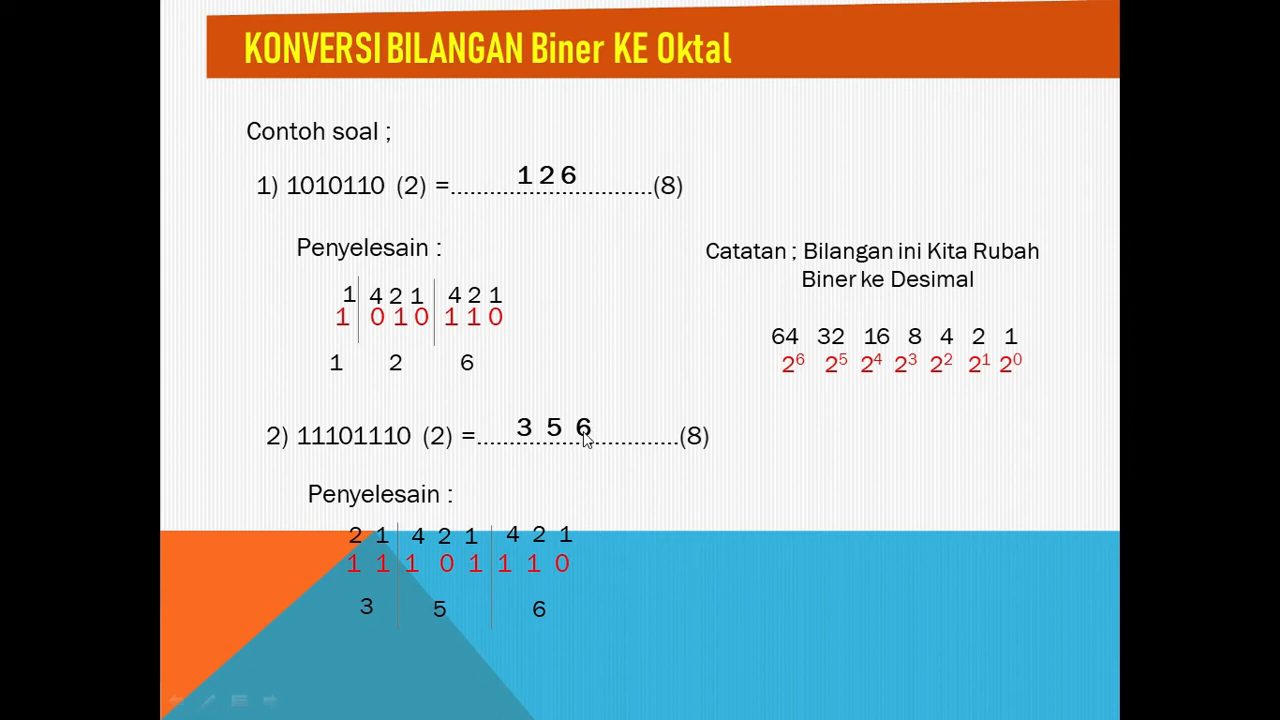 KONVERSI BILANGAN Biner KE Oktal
Contoh soal ;
1) 1010110 (2) =...............................(8)
1 2 6
Penyelesain :
1 4 2 1 4 2 1
1 0 1 0 1 1 0
1 2 6
Catatan ; Bilangan ini Kita Rubah
Biner ke Desimal
64 32 16 8 4 2 1
2⁶ 2⁵ 2⁴ 2³ 2² 2¹ 2⁰
2) 11101110 (2) =...............................(8)
3 5 6
Penyelesain :
2 1 4 2 1 4 2 1
1 1 1 0 1 1 1 0
3 5 6